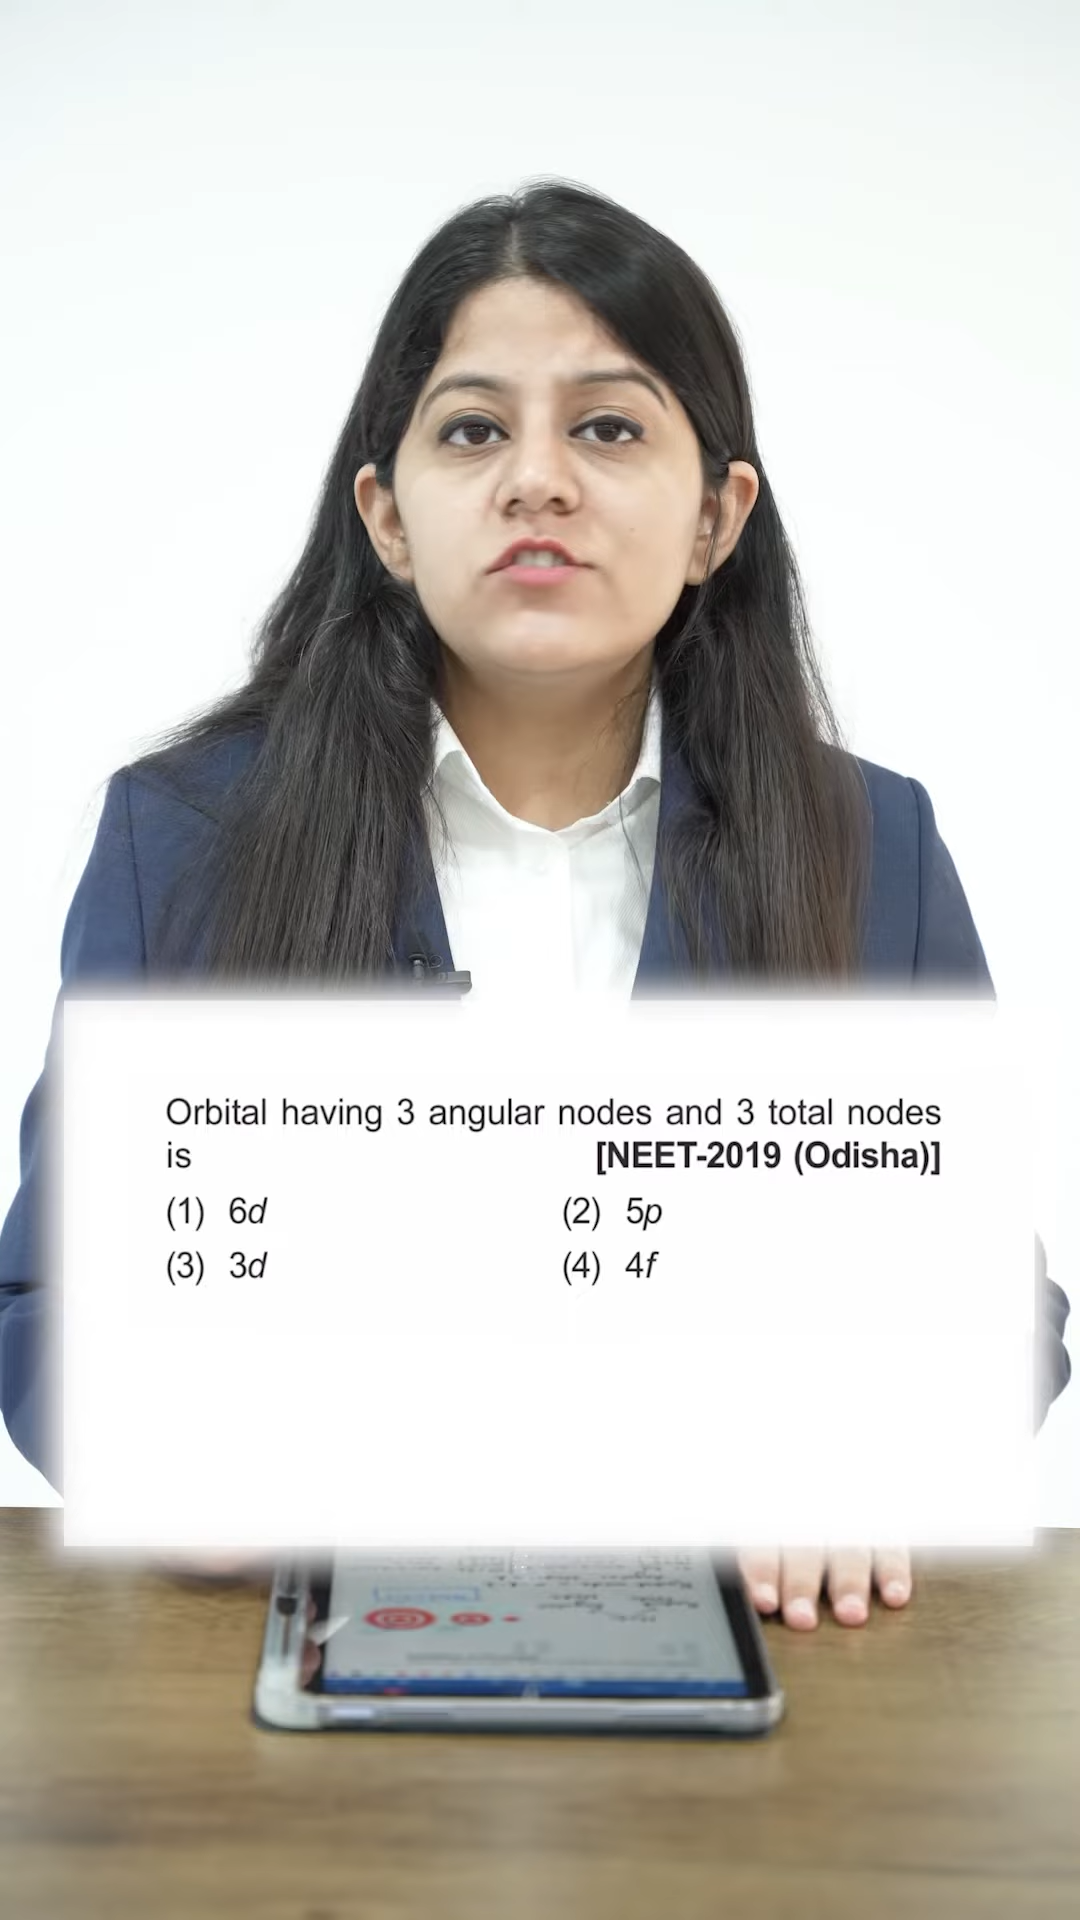 Orbital having 3 angular nodes and 3 total nodes
is [NEET-2019 (Odisha)]
(1) 6d (2) 5p
(3) 3d (4) 4f